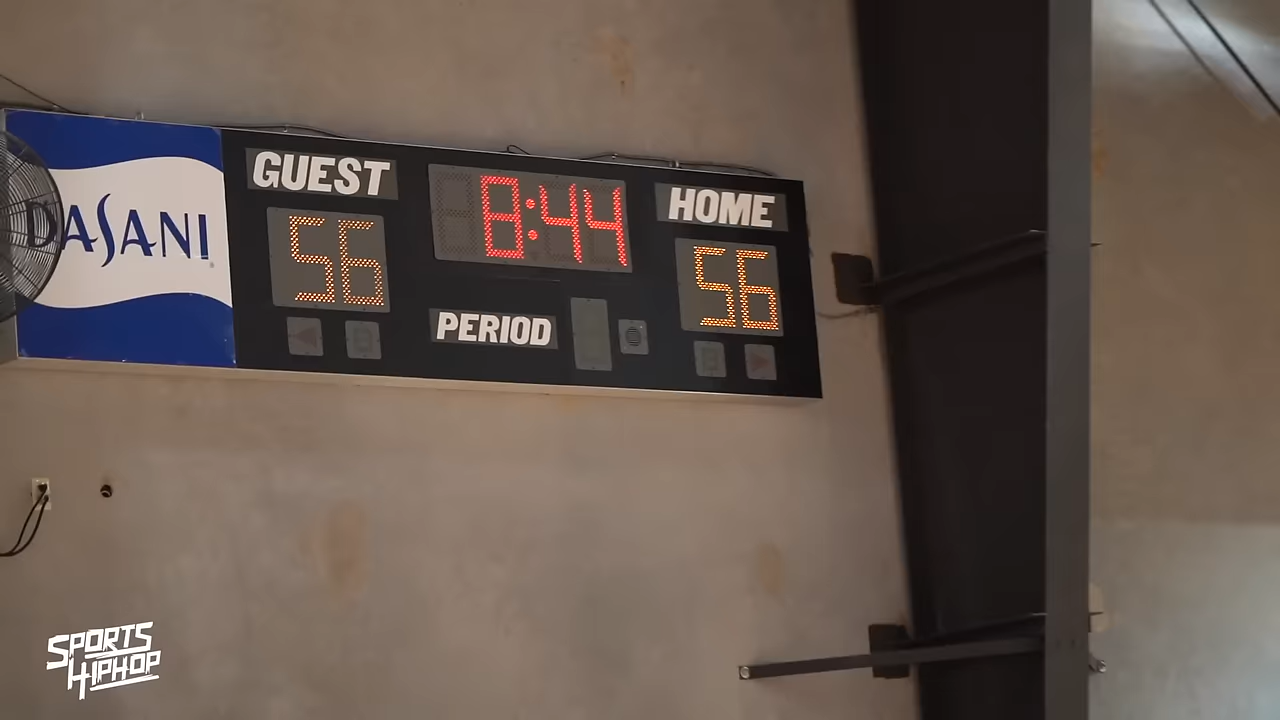 DASANI
GUEST
8:44
HOME
56
56
PERIOD
SPORTS
HIPHOP